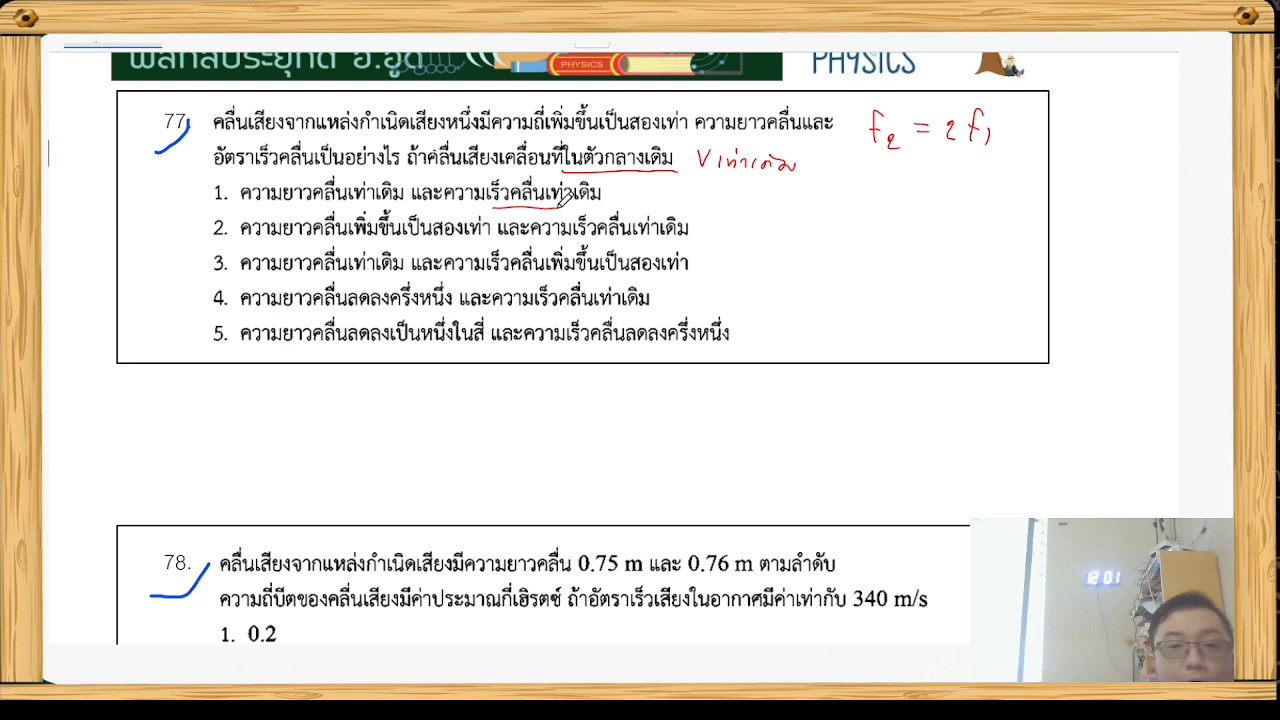 ฟิสิกส์ประยุกต์ อ.อูด
PHYSICS
PHYSICS
77. คลื่นเสียงจากแหล่งกำเนิดเสียงหนึ่งมีความถี่เพิ่มขึ้นเป็นสองเท่า ความยาวคลื่นและ
f2 = 2 f1
อัตราเร็วคลื่นเป็นอย่างไร ถ้าคลื่นเสียงเคลื่อนที่ในตัวกลางเดิม
v เท่าเดิม
1. ความยาวคลื่นเท่าเดิม และความเร็วคลื่นเท่าเดิม
2. ความยาวคลื่นเพิ่มขึ้นเป็นสองเท่า และความเร็วคลื่นเท่าเดิม
3. ความยาวคลื่นเท่าเดิม และความเร็วคลื่นเพิ่มขึ้นเป็นสองเท่า
4. ความยาวคลื่นลดลงครึ่งหนึ่ง และความเร็วคลื่นเท่าเดิม
5. ความยาวคลื่นลดลงเป็นหนึ่งในสี่ และความเร็วคลื่นลดลงครึ่งหนึ่ง
78. คลื่นเสียงจากแหล่งกำเนิดเสียงมีความยาวคลื่น 0.75 m และ 0.76 m ตามลำดับ
ความถี่บีตของคลื่นเสียงมีค่าประมาณกี่เฮิรตซ์ ถ้าอัตราเร็วเสียงในอากาศมีค่าเท่ากับ 340 m/s
1. 0.2
12:01